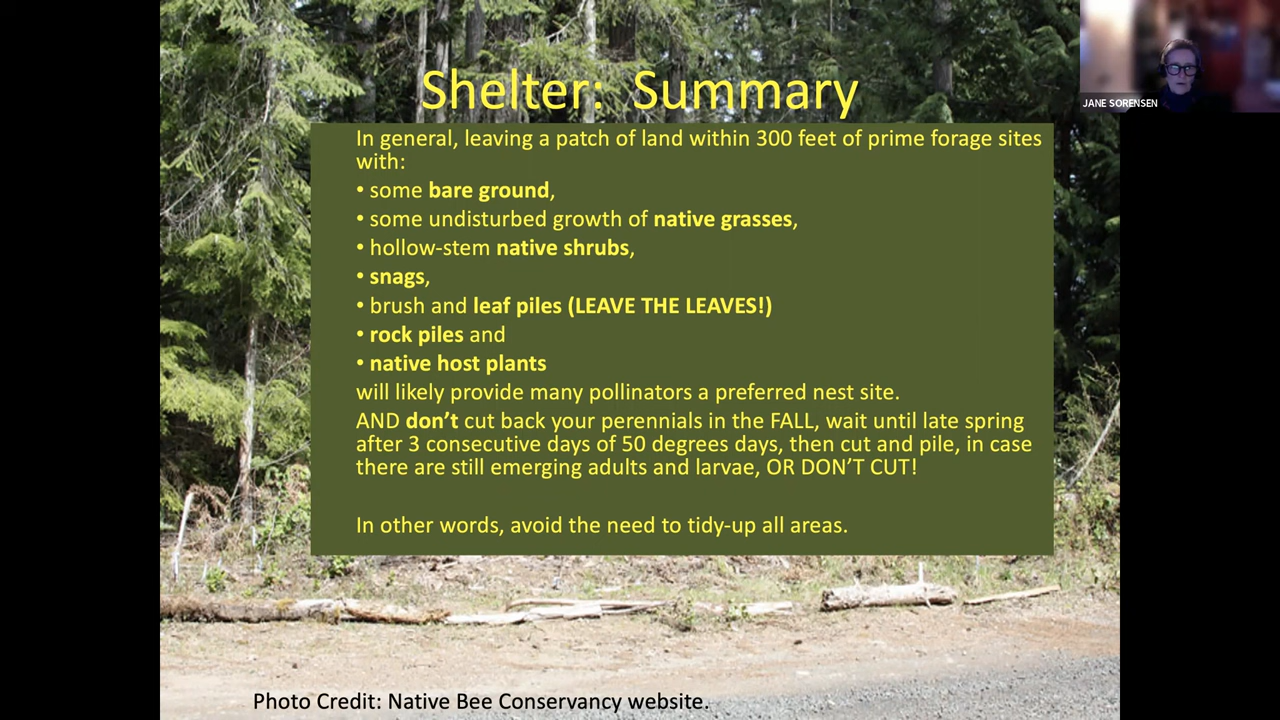 Shelter: Summary
JANE SORENSEN
In general, leaving a patch of land within 300 feet of prime forage sites
with:
• some bare ground,
• some undisturbed growth of native grasses,
• hollow-stem native shrubs,
• snags,
• brush and leaf piles (LEAVE THE LEAVES!)
• rock piles and
• native host plants
will likely provide many pollinators a preferred nest site.
AND don’t cut back your perennials in the FALL, wait until late spring
after 3 consecutive days of 50 degrees days, then cut and pile, in case
there are still emerging adults and larvae, OR DON’T CUT!
In other words, avoid the need to tidy-up all areas.
Photo Credit: Native Bee Conservancy website.